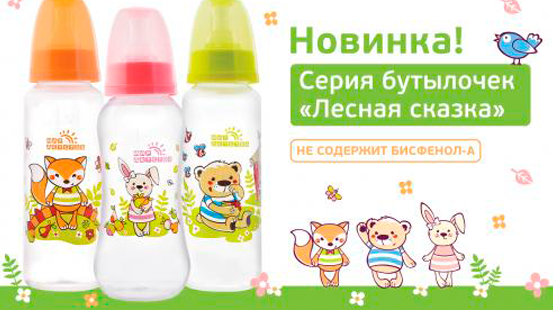 Новинка!
Серия бутылочек
«Лесная сказка»
НЕ СОДЕРЖИТ БИСФЕНОЛ-А